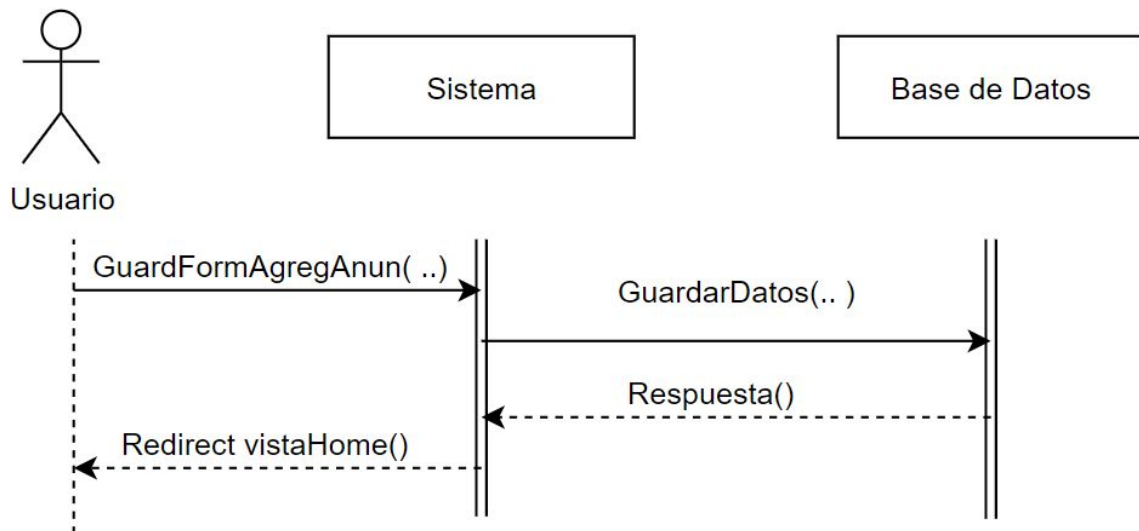 Sistema
Base de Datos
Usuario
GuardFormAgregAnun( ..)
GuardarDatos(.. )
Respuesta()
Redirect vistaHome()